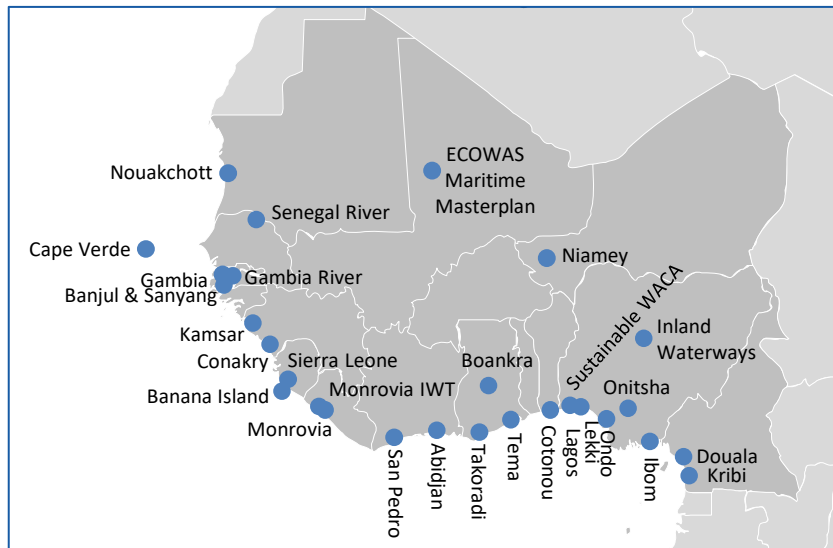 ECOWAS
Maritime
Masterplan
Nouakchott
Senegal River
Cape Verde
Niamey
Gambia
Gambia River
Banjul & Sanyang
Sustainable WACA
Kamsar
Inland
Waterways
Conakry
Sierra Leone
Boankra
Banana Island
Monrovia IWT
Onitsha
Monrovia
San Pedro
Abidjan
Takoradi
Tema
Cotonou
Lagos
Lekki
Ondo
Ibom
Douala
Kribi